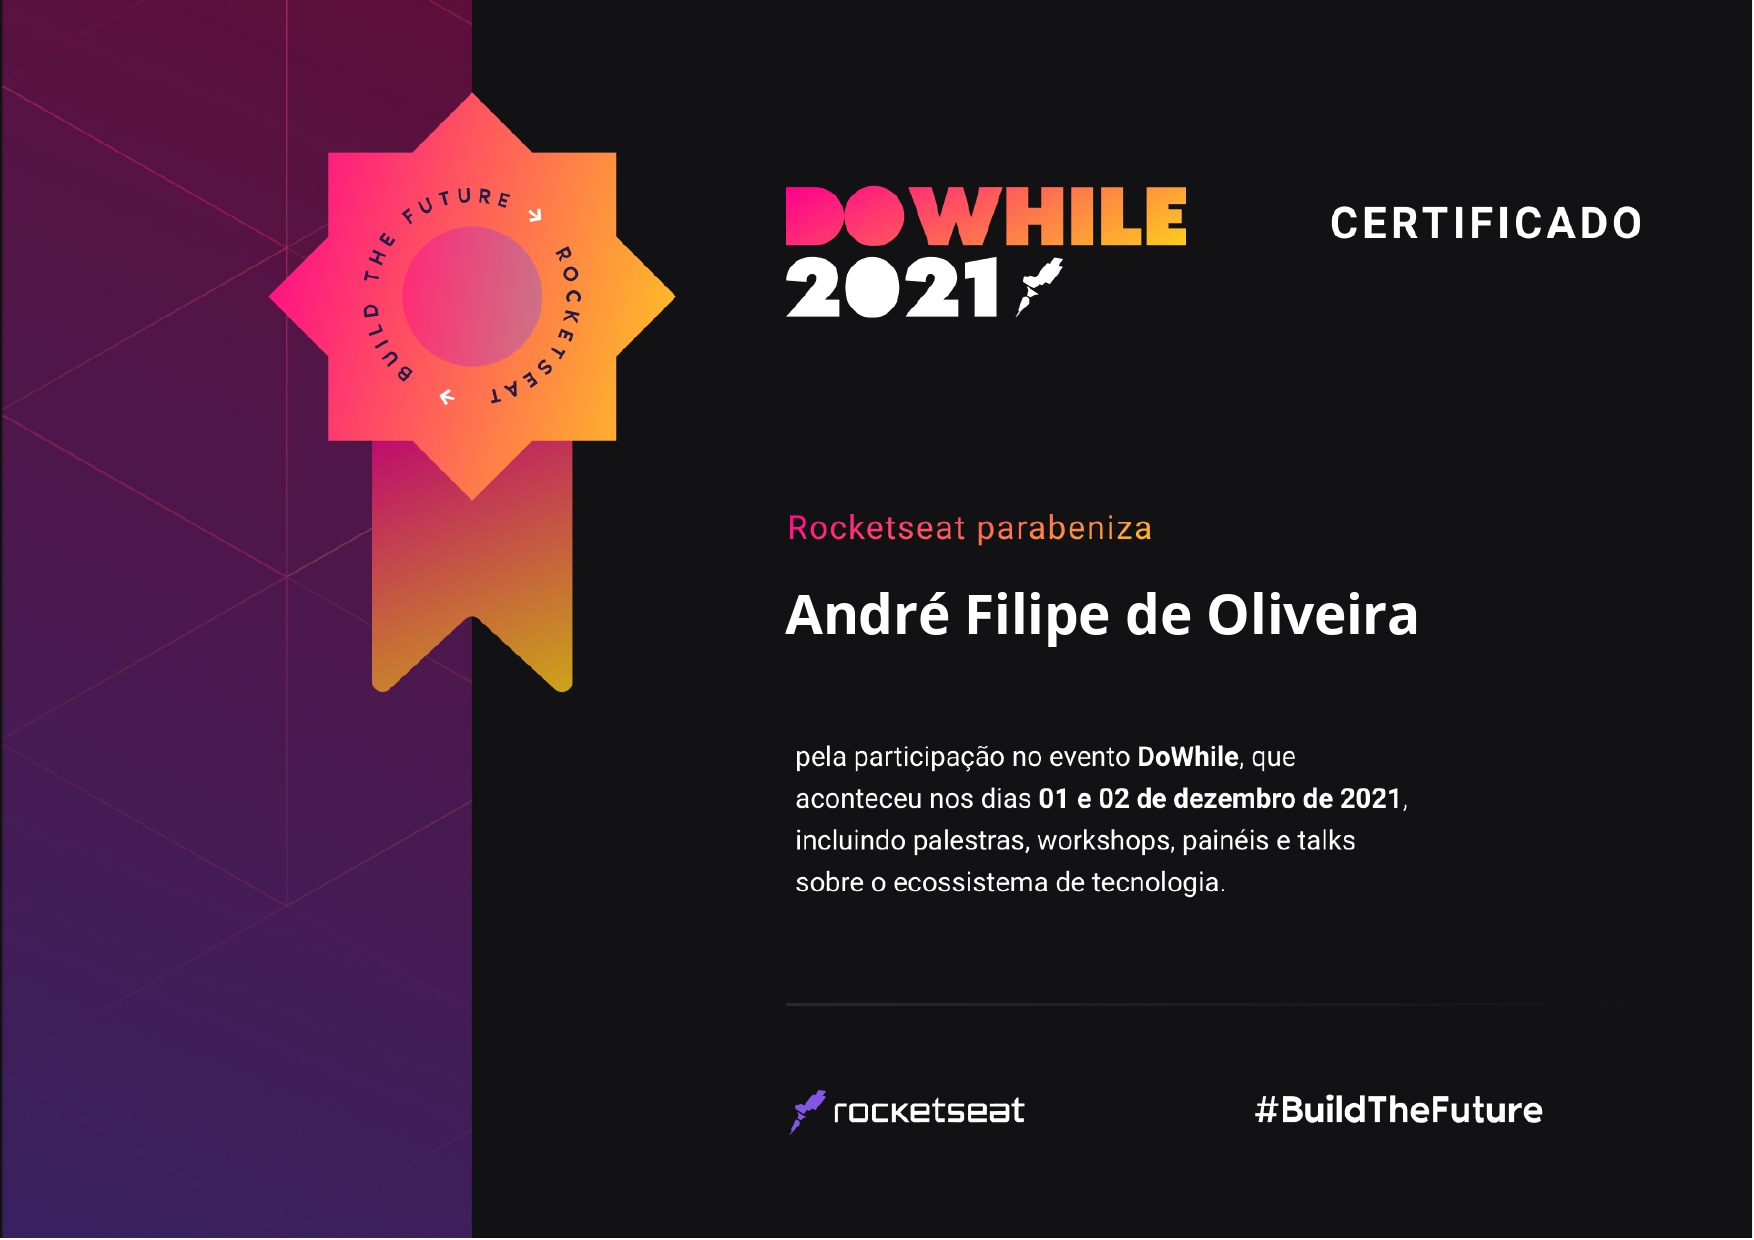 BUILD THE FUTURE → ROCKETSEAT →
DOWHILE
2021
CERTIFICADO
Rocketseat parabeniza
André Filipe de Oliveira
pela participação no evento DoWhile, que
aconteceu nos dias 01 e 02 de dezembro de 2021,
incluindo palestras, workshops, painéis e talks
sobre o ecossistema de tecnologia.
rocketseat
#BuildTheFuture